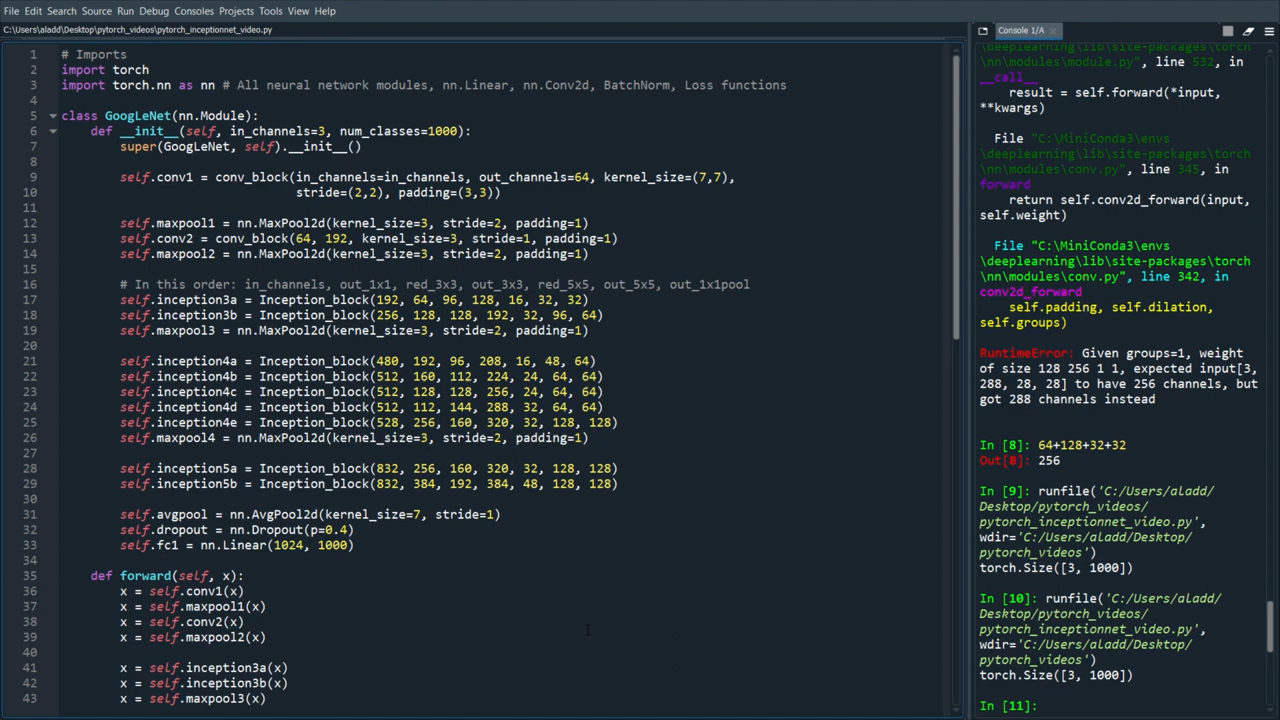 File Edit Search Source Run Debug Consoles Projects Tools View Help
C:\Users\aladd\Desktop\pytorch_videos\pytorch_inceptionnet_video.py
1 # Imports
2 import torch
3 import torch.nn as nn # All neural network modules, nn.Linear, nn.Conv2d, BatchNorm, Loss functions
4
5 class GoogLeNet(nn.Module):
6 def __init__(self, in_channels=3, num_classes=1000):
7 super(GoogLeNet, self).__init__()
8
9 self.conv1 = conv_block(in_channels=in_channels, out_channels=64, kernel_size=(7,7),
10 stride=(2,2), padding=(3,3))
11
12 self.maxpool1 = nn.MaxPool2d(kernel_size=3, stride=2, padding=1)
13 self.conv2 = conv_block(64, 192, kernel_size=3, stride=1, padding=1)
14 self.maxpool2 = nn.MaxPool2d(kernel_size=3, stride=2, padding=1)
15
16 # In this order: in_channels, out_1x1, red_3x3, out_3x3, red_5x5, out_5x5, out_1x1pool
17 self.inception3a = Inception_block(192, 64, 96, 128, 16, 32, 32)
18 self.inception3b = Inception_block(256, 128, 128, 192, 32, 96, 64)
19 self.maxpool3 = nn.MaxPool2d(kernel_size=3, stride=2, padding=1)
20
21 self.inception4a = Inception_block(480, 192, 96, 208, 16, 48, 64)
22 self.inception4b = Inception_block(512, 160, 112, 224, 24, 64, 64)
23 self.inception4c = Inception_block(512, 128, 128, 256, 24, 64, 64)
24 self.inception4d = Inception_block(512, 112, 144, 288, 32, 64, 64)
25 self.inception4e = Inception_block(528, 256, 160, 320, 32, 128, 128)
26 self.maxpool4 = nn.MaxPool2d(kernel_size=3, stride=2, padding=1)
27
28 self.inception5a = Inception_block(832, 256, 160, 320, 32, 128, 128)
29 self.inception5b = Inception_block(832, 384, 192, 384, 48, 128, 128)
30
31 self.avgpool = nn.AvgPool2d(kernel_size=7, stride=1)
32 self.dropout = nn.Dropout(p=0.4)
33 self.fc1 = nn.Linear(1024, 1000)
34
35 def forward(self, x):
36 x = self.conv1(x)
37 x = self.maxpool1(x)
38 x = self.conv2(x)
39 x = self.maxpool2(x)
40
41 x = self.inception3a(x)
42 x = self.inception3b(x)
43 x = self.maxpool3(x)
Console 1/A
\deeplearning\lib\site-packages\torch
\nn\modules\module.py", line 532, in
__call__
result = self.forward(*input,
**kwargs)
File "C:\MiniConda3\envs
\deeplearning\lib\site-packages\torch
\nn\modules\conv.py", line 345, in
forward
return self.conv2d_forward(input,
self.weight)
File "C:\MiniConda3\envs
\deeplearning\lib\site-packages\torch
\nn\modules\conv.py", line 342, in
conv2d_forward
self.padding, self.dilation,
self.groups)
RuntimeError: Given groups=1, weight
of size 128 256 1 1, expected input[3,
288, 28, 28] to have 256 channels, but
got 288 channels instead
In [8]: 64+128+32+32
Out[8]: 256
In [9]: runfile('C:/Users/aladd/
Desktop/pytorch_videos/
pytorch_inceptionnet_video.py',
wdir='C:/Users/aladd/Desktop/
pytorch_videos')
torch.Size([3, 1000])
In [10]: runfile('C:/Users/aladd/
Desktop/pytorch_videos/
pytorch_inceptionnet_video.py',
wdir='C:/Users/aladd/Desktop/
pytorch_videos')
torch.Size([3, 1000])
In [11]: